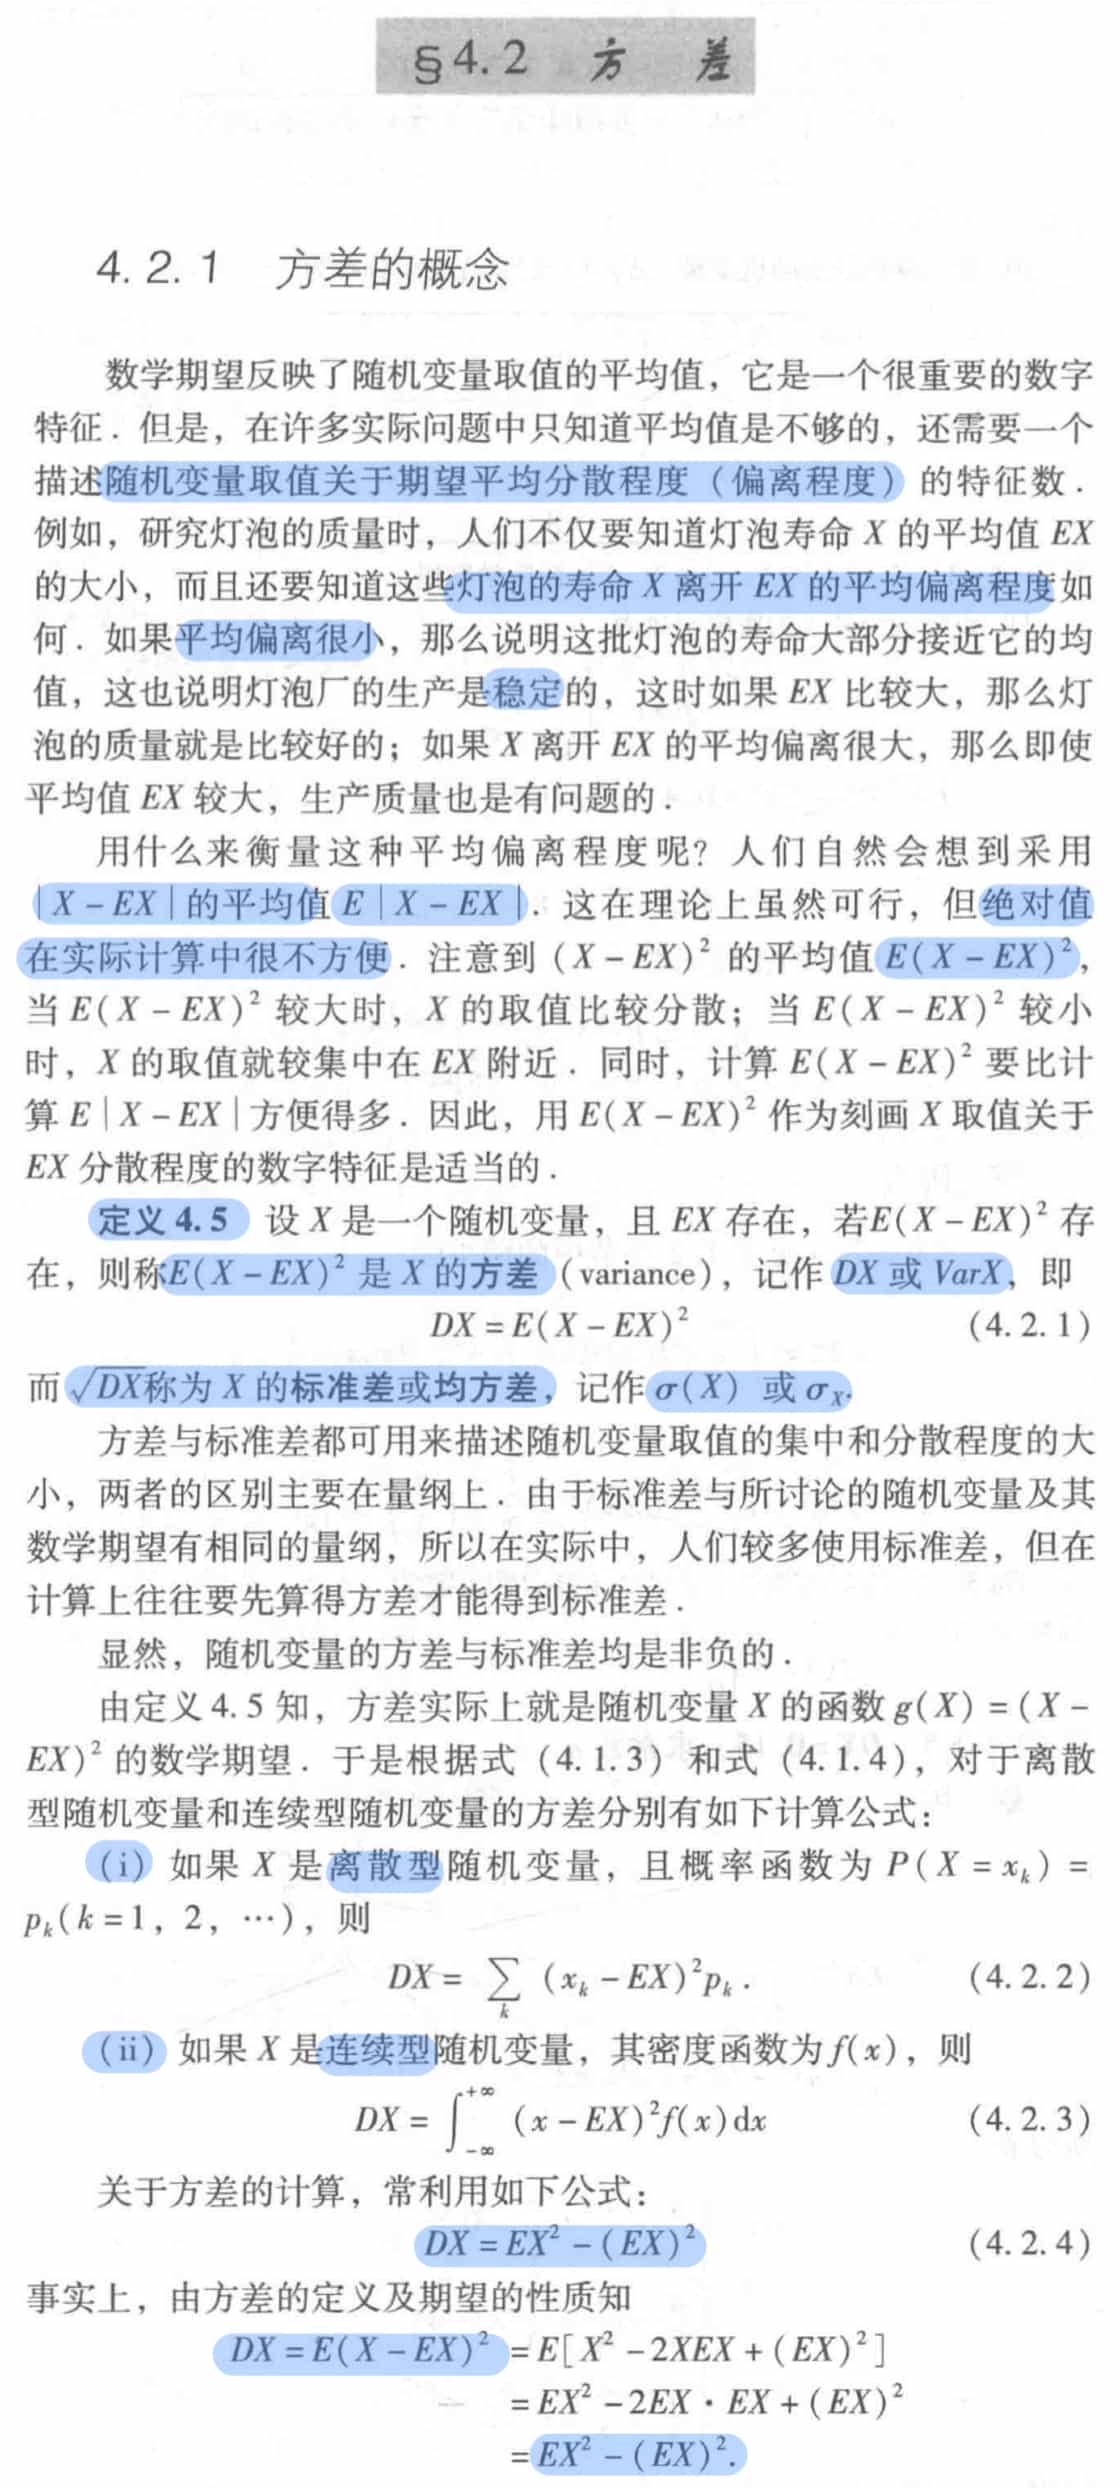 §4.2 方 差
4.2.1 方差的概念
数学期望反映了随机变量取值的平均值，它是一个很重要的数字
特征．但是，在许多实际问题中只知道平均值是不够的，还需要一个
描述随机变量取值关于期望平均分散程度（偏离程度）的特征数．
例如，研究灯泡的质量时，人们不仅要知道灯泡寿命 X 的平均值 EX
的大小，而且还要知道这些灯泡的寿命 X 离开 EX 的平均偏离程度如
何．如果平均偏离很小，那么说明这批灯泡的寿命大部分接近它的均
值，这也说明灯泡厂的生产是稳定的，这时如果 EX 比较大，那么灯
泡的质量就是比较好的；如果 X 离开 EX 的平均偏离很大，那么即使
平均值 EX 较大，生产质量也是有问题的．
用什么来衡量这种平均偏离程度呢？人们自然会想到采用
|X－EX|的平均值 E|X－EX|．这在理论上虽然可行，但绝对值
在实际计算中很不方便．注意到 (X－EX)² 的平均值 E(X－EX)²，
当 E(X－EX)² 较大时，X 的取值比较分散；当 E(X－EX)² 较小
时，X 的取值就较集中在 EX 附近．同时，计算 E(X－EX)² 要比计
算 E|X－EX|方便得多．因此，用 E(X－EX)² 作为刻画 X 取值关于
EX 分散程度的数字特征是适当的．
定义 4.5 设 X 是一个随机变量，且 EX 存在，若E(X－EX)² 存
在，则称E(X－EX)² 是 X 的方差（variance），记作 DX 或 VarX，即
DX＝E(X－EX)² (4.2.1)
而 √DX称为 X 的标准差或均方差，记作 σ(X) 或 σ_X.
方差与标准差都可用来描述随机变量取值的集中和分散程度的大
小，两者的区别主要在量纲上．由于标准差与所讨论的随机变量及其
数学期望有相同的量纲，所以在实际中，人们较多使用标准差，但在
计算上往往要先算得方差才能得到标准差．
显然，随机变量的方差与标准差均是非负的．
由定义 4.5 知，方差实际上就是随机变量 X 的函数 g(X)＝(X－
EX)² 的数学期望．于是根据式（4.1.3）和式（4.1.4），对于离散
型随机变量和连续型随机变量的方差分别有如下计算公式：
(i) 如果 X 是离散型随机变量，且概率函数为 P(X＝x_k)＝
p_k(k＝1，2，…)，则
DX＝ ∑_k (x_k－EX)²p_k． (4.2.2)
(ii) 如果 X 是连续型随机变量，其密度函数为 f(x)，则
DX＝∫_{-∞}^{+∞} (x－EX)²f(x)dx (4.2.3)
关于方差的计算，常利用如下公式：
DX＝EX²－(EX)² (4.2.4)
事实上，由方差的定义及期望的性质知
DX＝E(X－EX)² ＝E[X²－2XEX＋(EX)²]
＝EX²－2EX·EX＋(EX)²
＝EX²－(EX)².